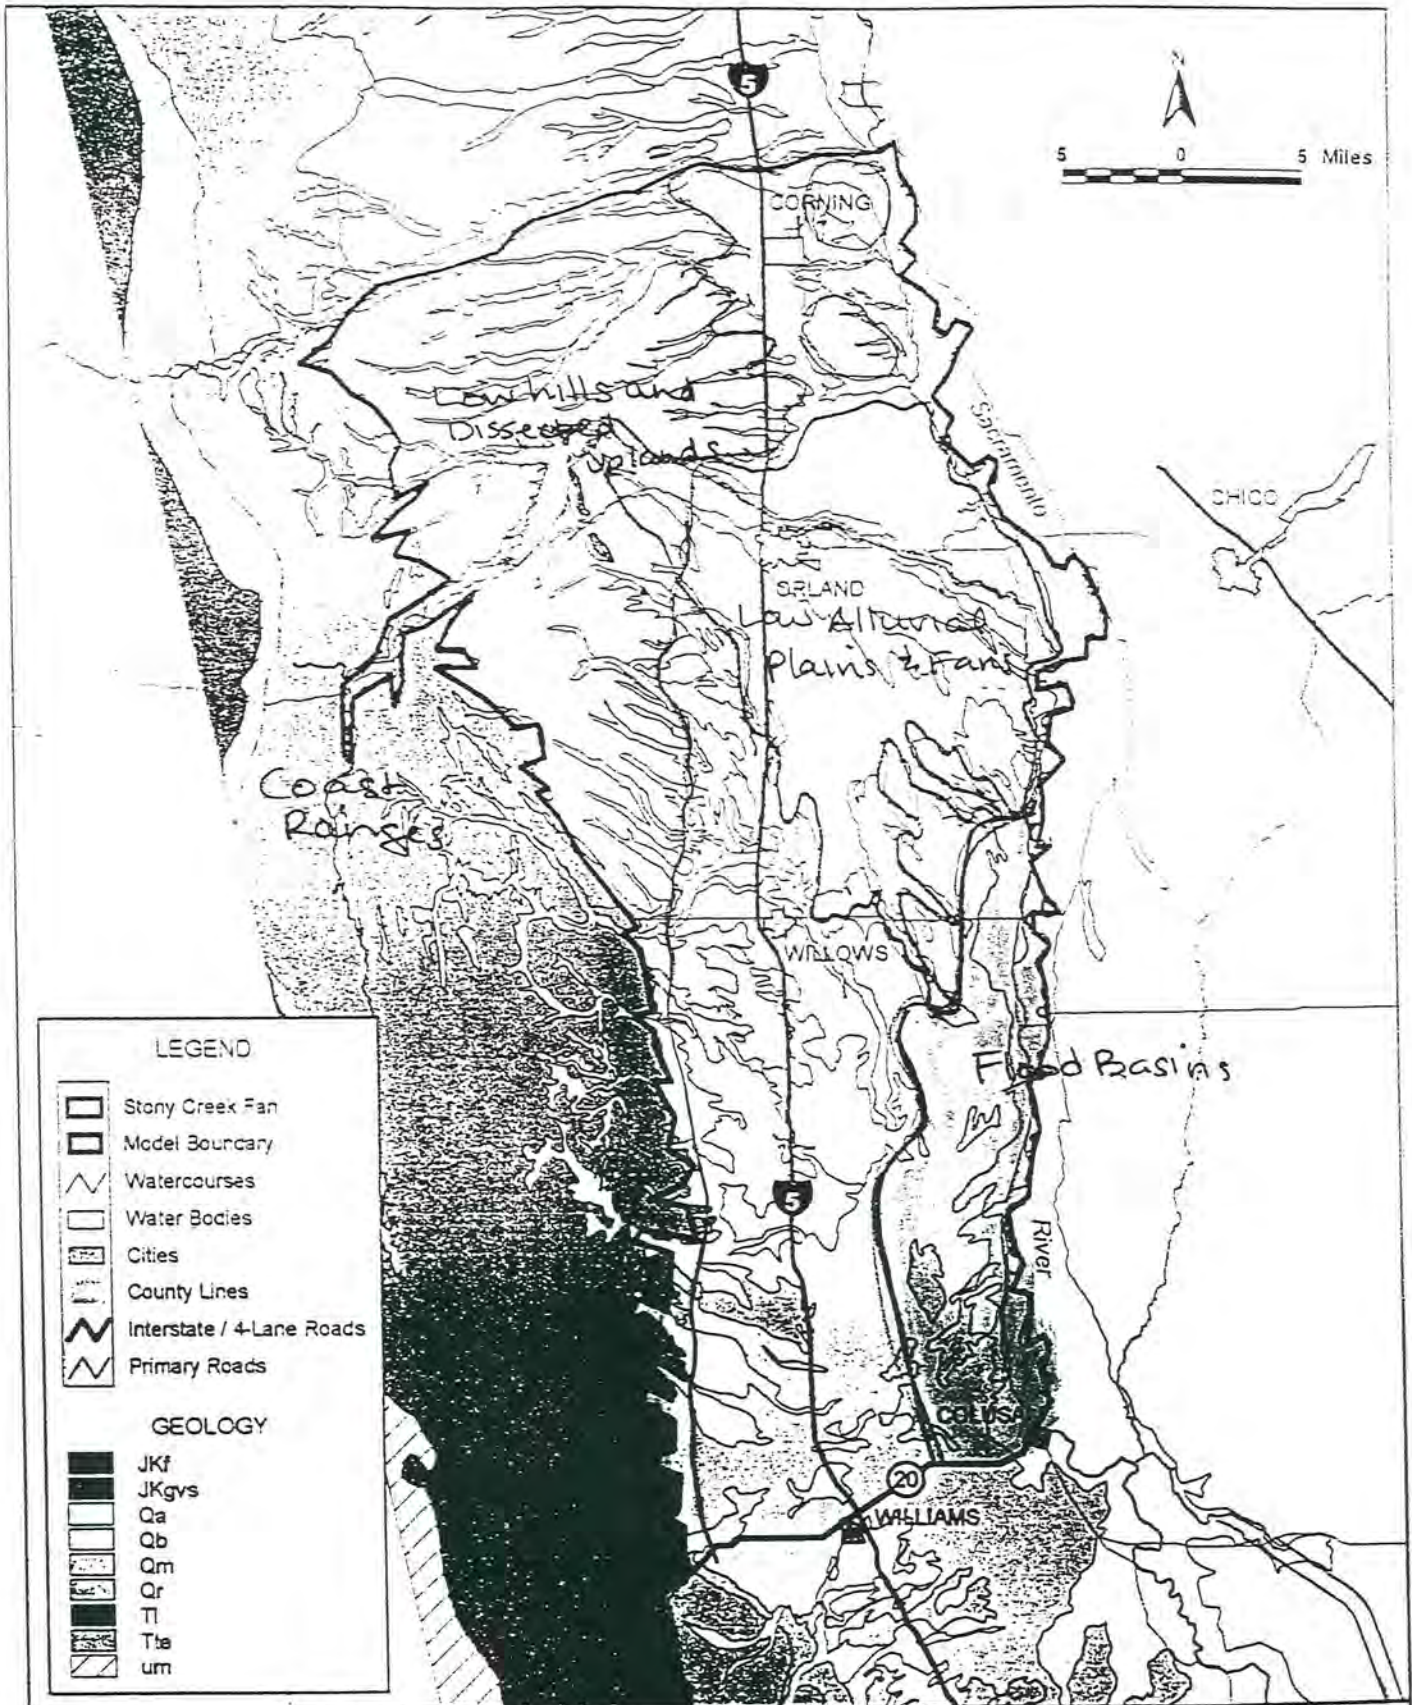 5
N
5 0 5 Miles
CORNING
Low hills and
Dissected
uplands
Sacramento
CHICO
ORLAND
Low Alluvial
Plains & Fans
Coast
Ranges
WILLOWS
Flood Basins
5
River
COLUSA
20
WILLIAMS
LEGEND
Stony Creek Fan
Model Boundary
Watercourses
Water Bodies
Cities
County Lines
Interstate / 4-Lane Roads
Primary Roads
GEOLOGY
JKf
JKgvs
Qa
Qb
Qm
Qr
Tl
Tte
um